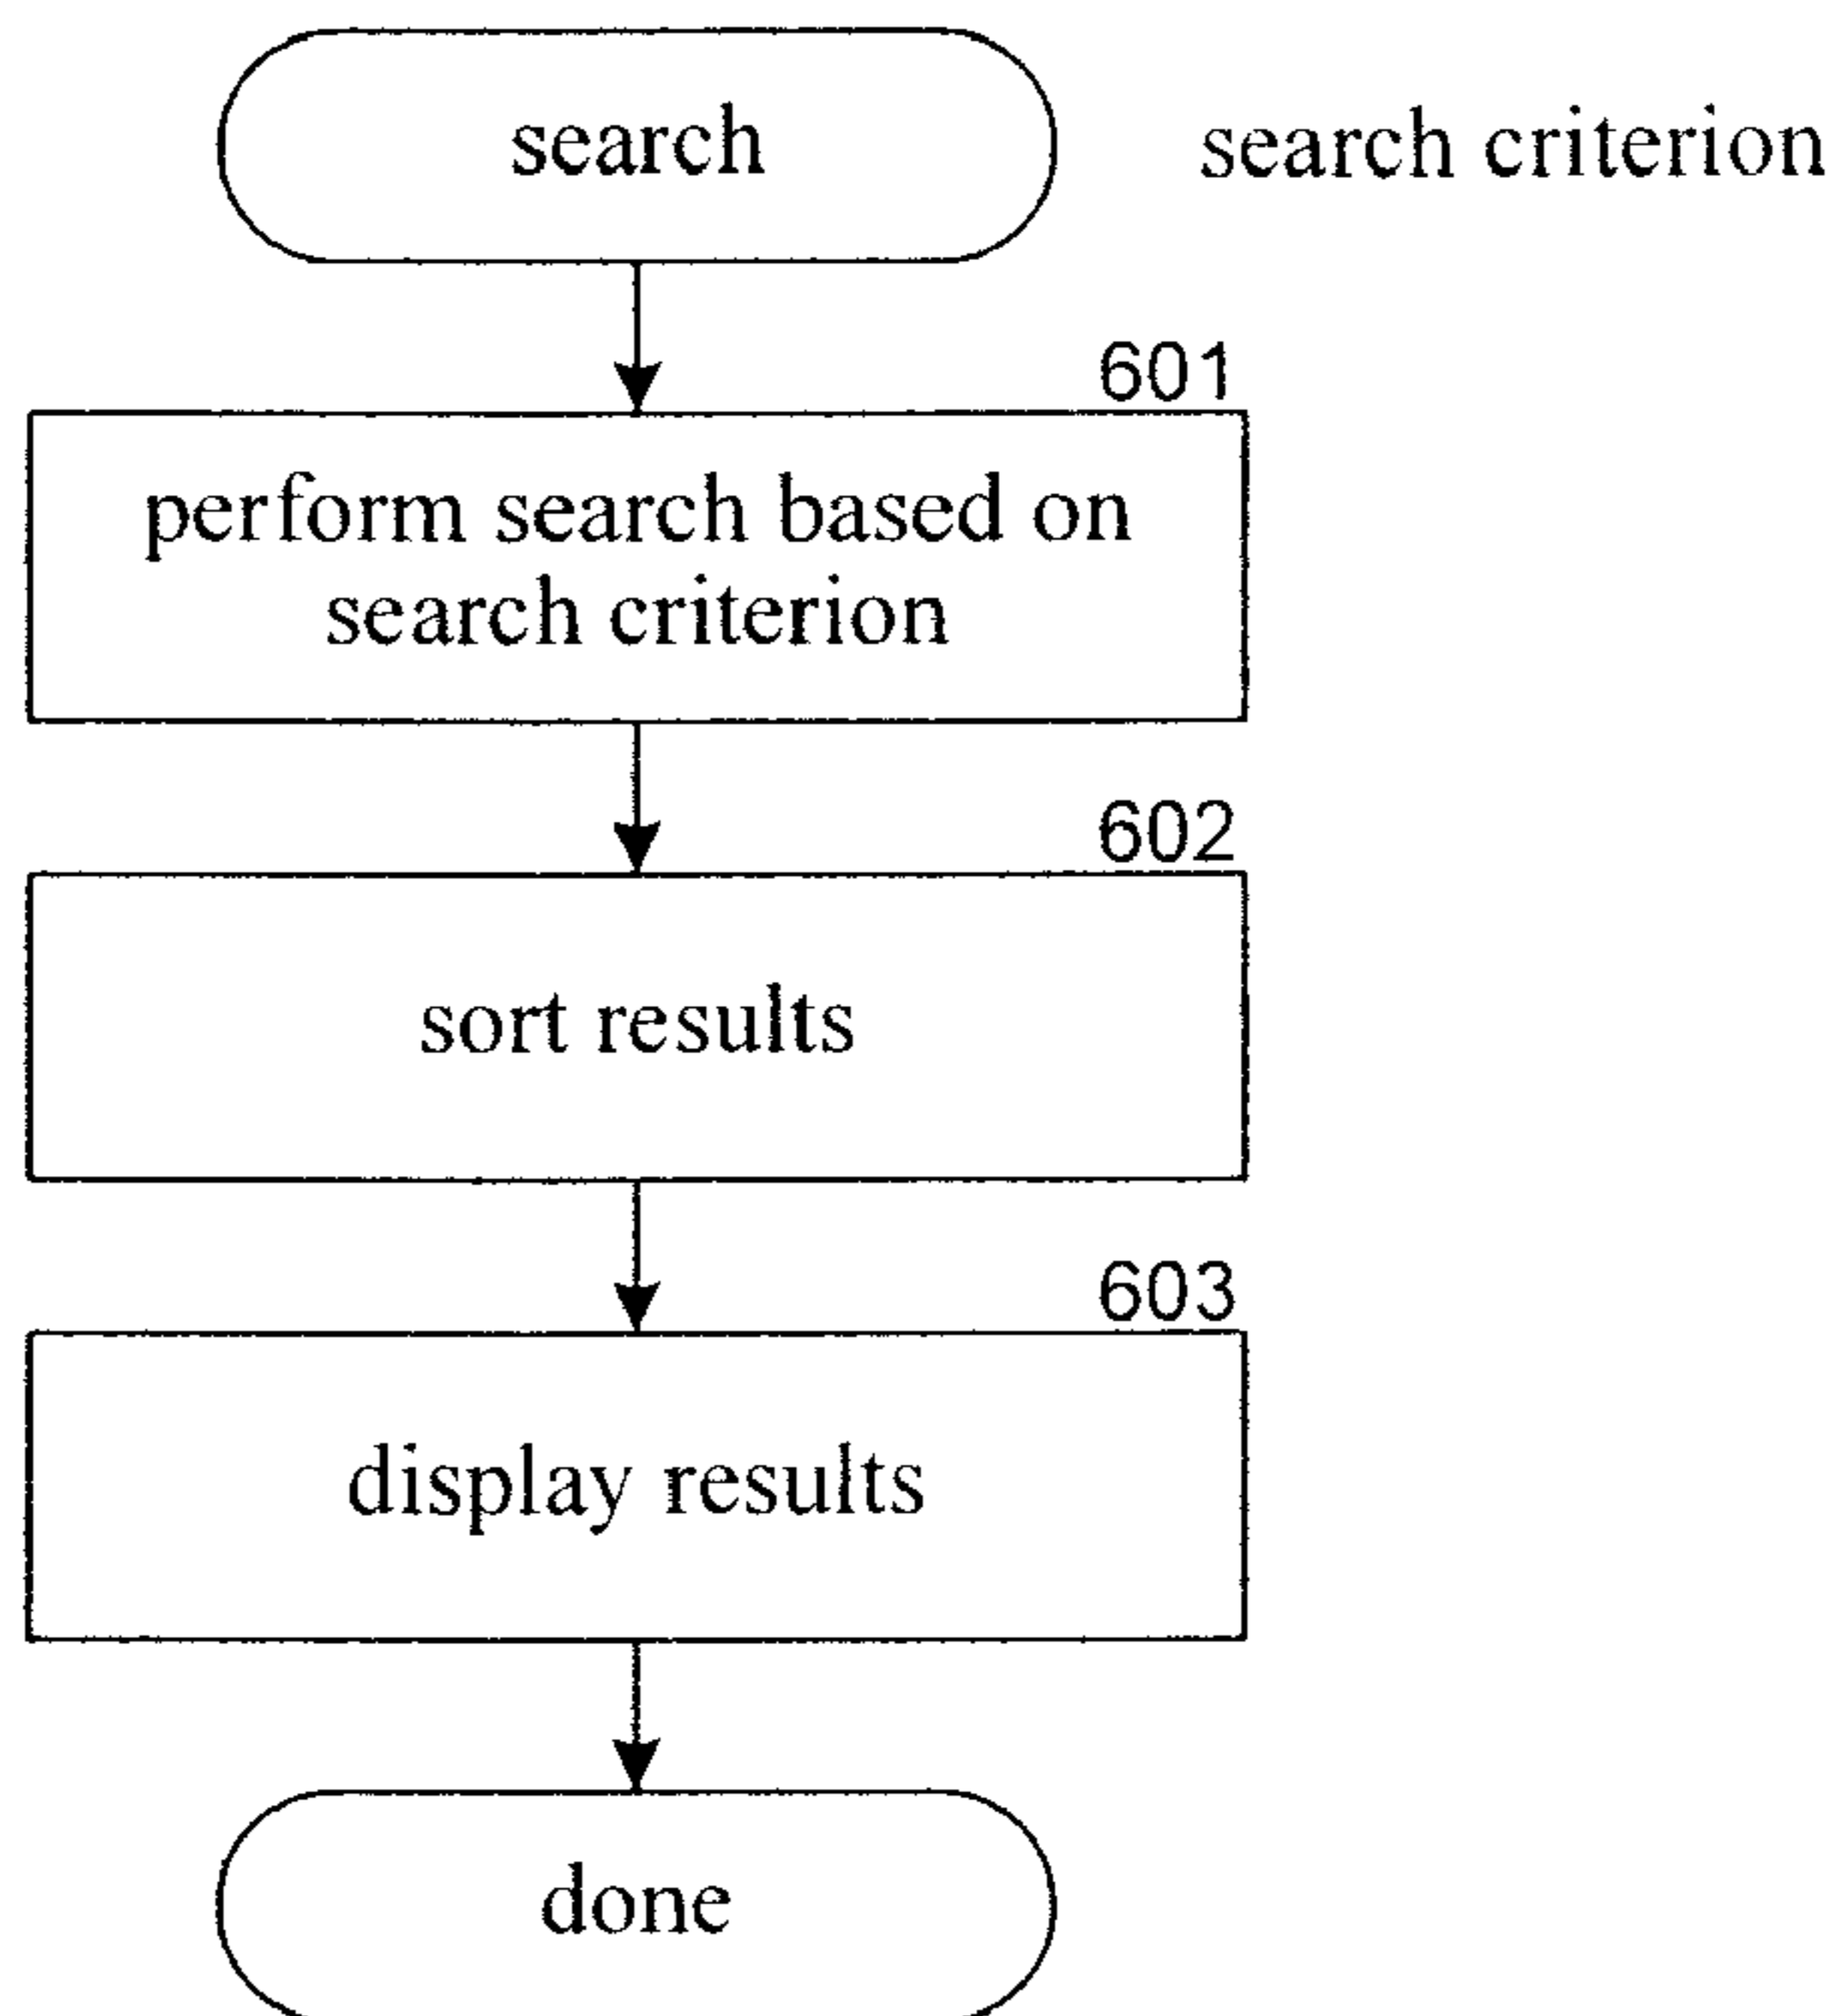 search
search criterion
601
perform search based on
search criterion
602
sort results
603
display results
done